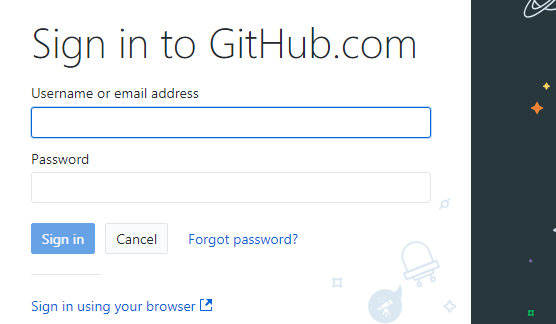 Sign in to GitHub.com
Username or email address
Password
Sign in Cancel Forgot password?
Sign in using your browser